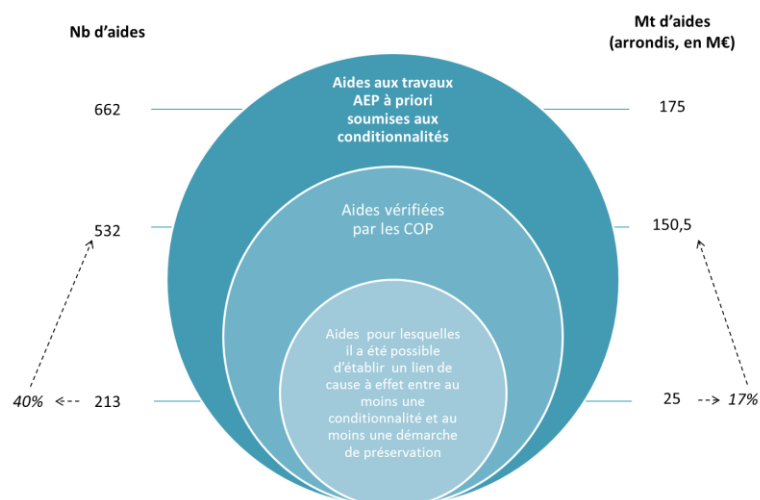 Nb d’aides
Mt d’aides
(arrondis, en M€)
Aides aux travaux
AEP à priori
soumises aux
conditionnalités
662
175
Aides vérifiées
par les COP
532
150,5
Aides pour lesquelles
il a été possible
d’établir un lien de
cause à effet entre au
moins une
conditionnalité et au
moins une démarche
de préservation
40%
213
25
17%